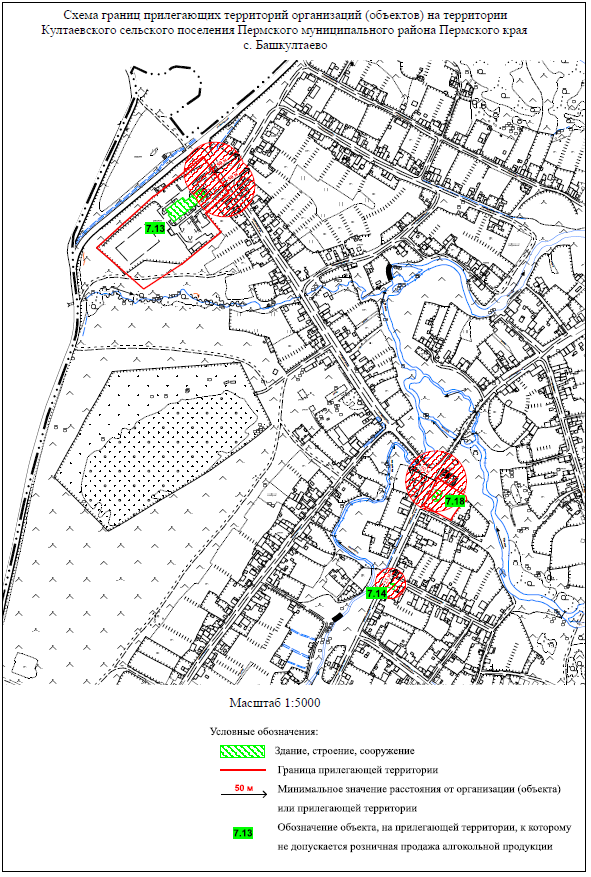 Схема границ прилегающих территорий организаций (объектов) на территории
Култаевского сельского поселения Пермского муниципального района Пермского края
с. Башкултаево
7.13
7.18
7.14
Масштаб 1:5000
Условные обозначения:
Здание, строение, сооружение
Граница прилегающей территории
50 м
Минимальное значение расстояния от организации (объекта)
или прилегающей территории
7.13
Обозначение объекта, на прилегающей территории, к которому
не допускается розничная продажа алгокольной продукции